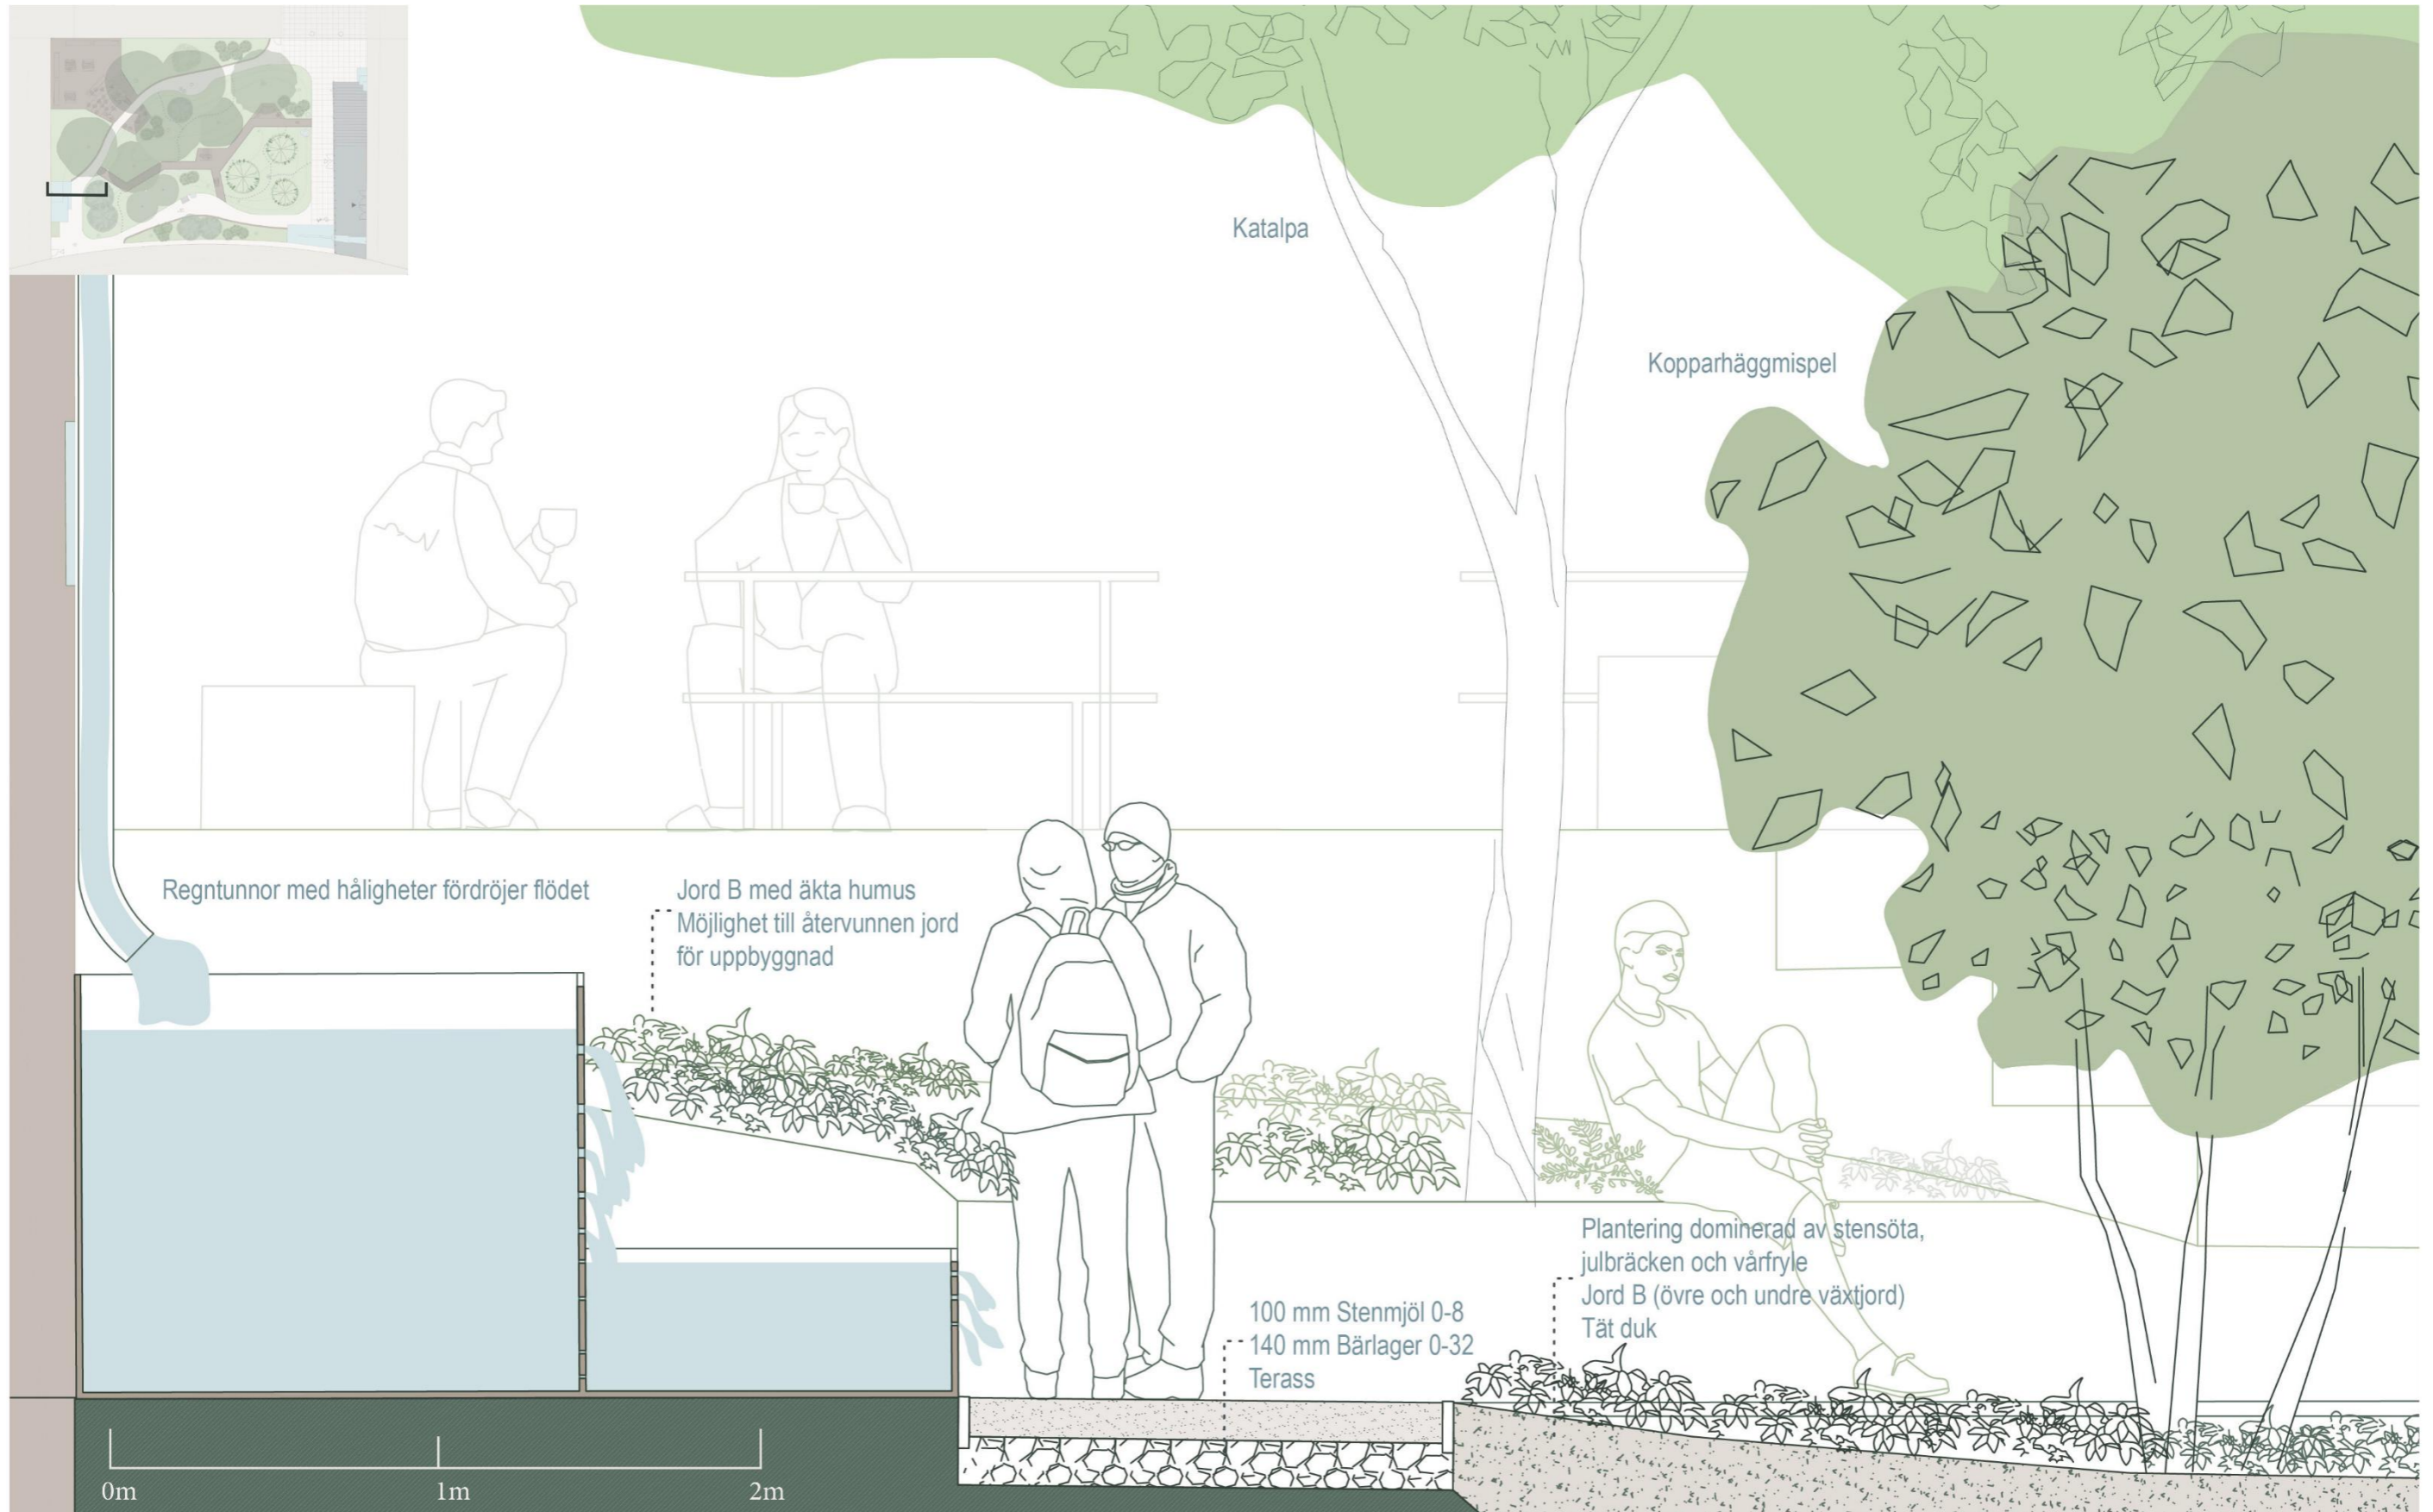 Katalpa
Kopparhäggmispel
Regntunnor med håligheter fördröjer flödet
Jord B med äkta humus
Möjlighet till återvunnen jord
för uppbyggnad
Plantering dominerad av stensöta,
julbräcken och vårfryle
Jord B (övre och undre växtjord)
Tät duk
100 mm Stenmjöl 0-8
140 mm Bärlager 0-32
Terass
0m
1m
2m